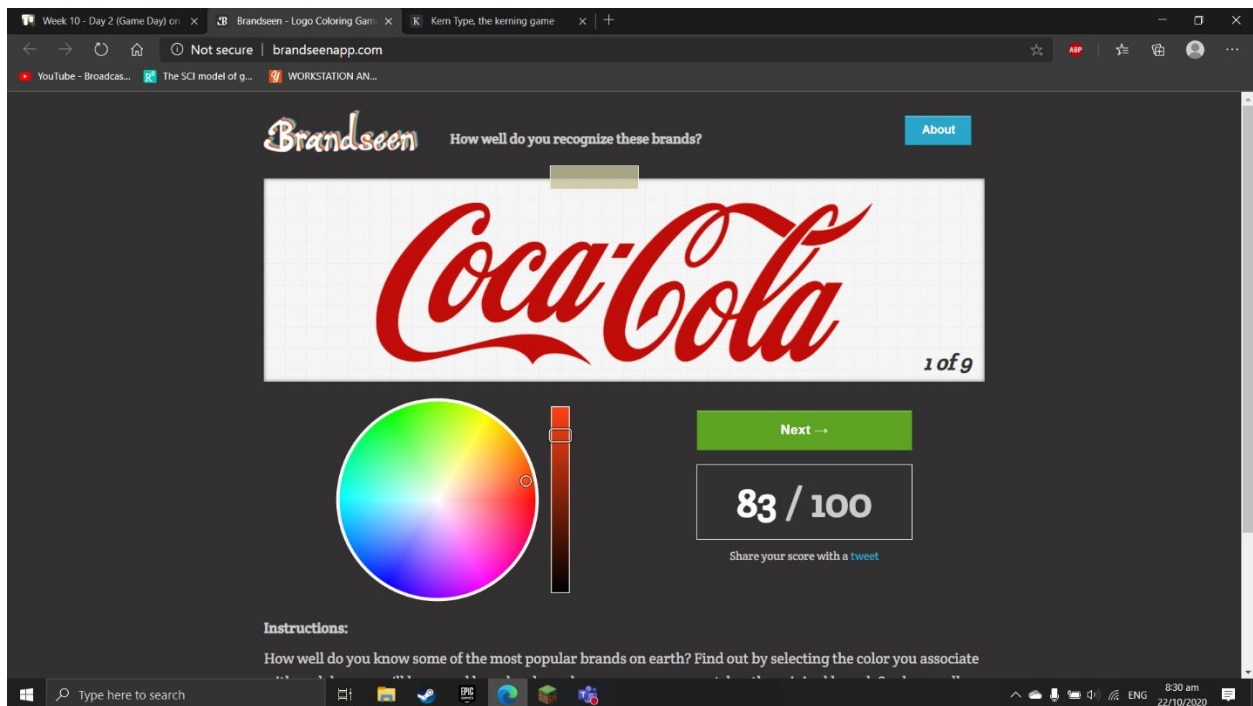 Week 10 - Day 2 (Game Day) on
Brandseen - Logo Coloring Gam
Kern Type, the kerning game
Not secure | brandseenapp.com
ABP
YouTube - Broadcas...
The SCI model of g...
WORKSTATION AN...
Brandseen
How well do you recognize these brands?
About
Coca-Cola
1 of 9
Next →
83 / 100
Share your score with a tweet
Instructions:
How well do you know some of the most popular brands on earth? Find out by selecting the color you associate
Type here to search
EPIC GAMES
ENG
8:30 am
22/10/2020